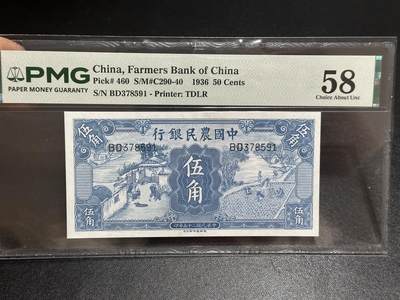 PMG
PAPER MONEY GUARANTY
China, Farmers Bank of China
Pick# 460 S/M#C290-40 1936 50 Cents
S/N BD378591 - Printer: TDLR
58
Choice About Unc
行銀民農國中
伍角
伍角
BD378591
BD378591
伍角
伍角
伍角